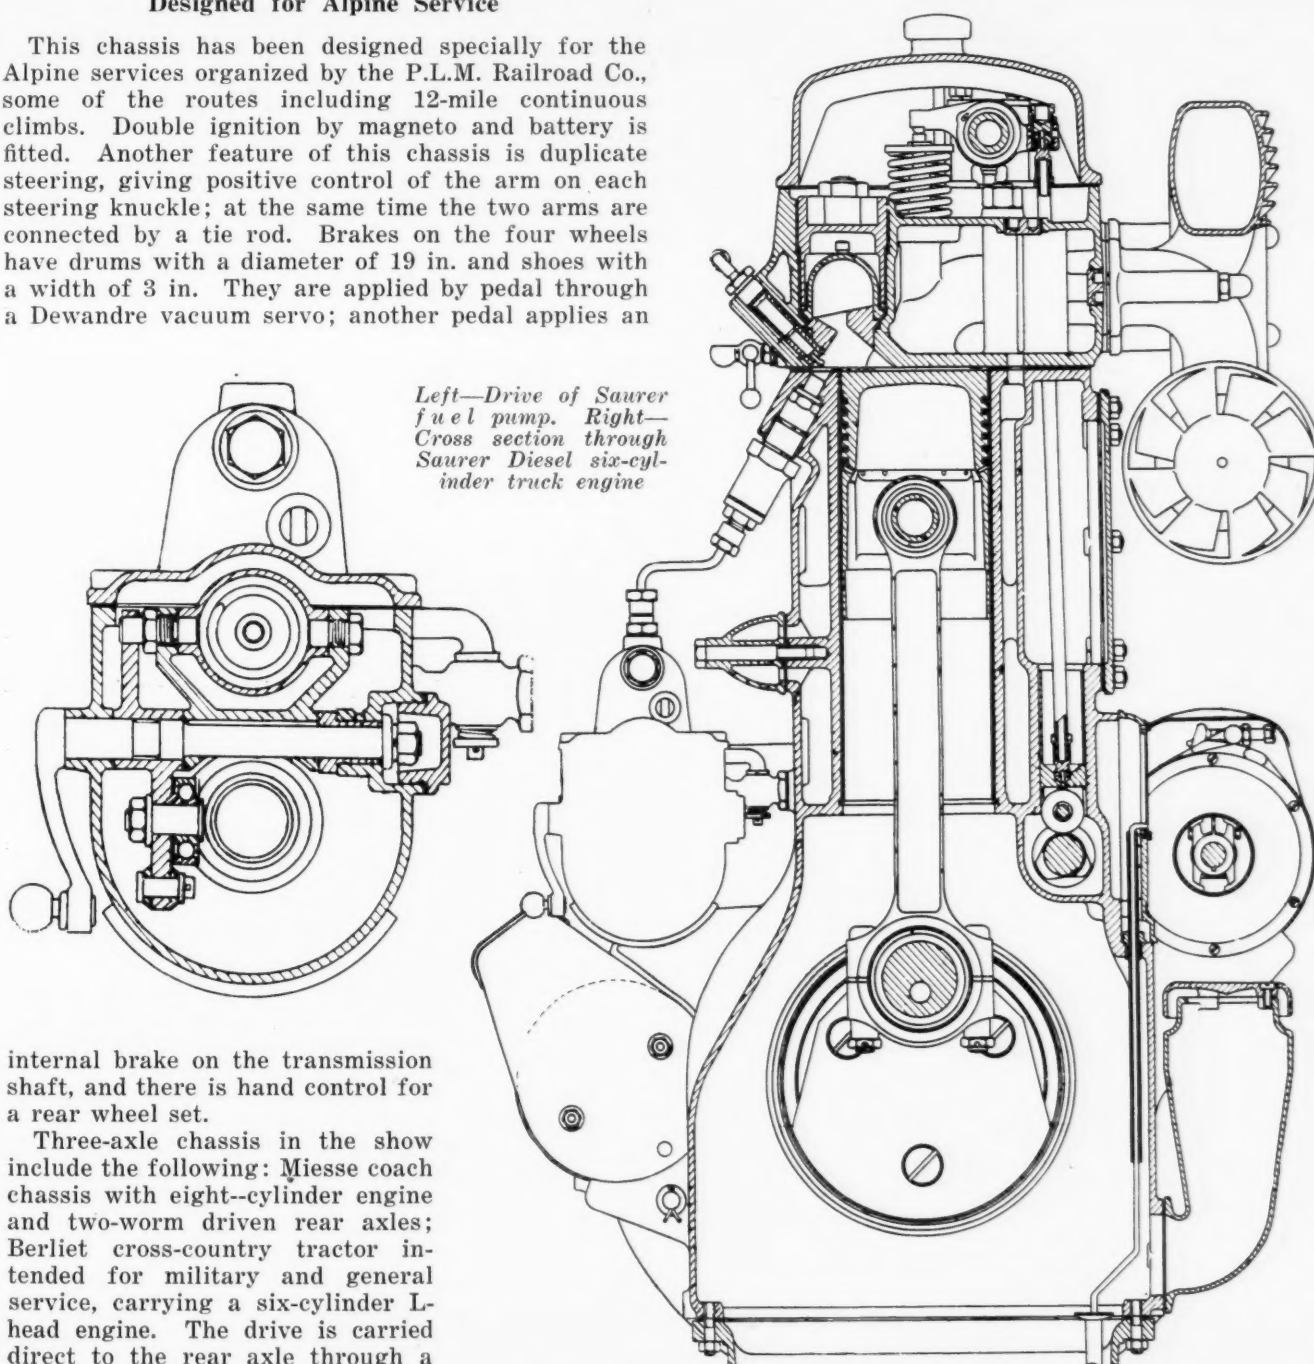 Designed for Alpine Service
This chassis has been designed specially for the
Alpine services organized by the P.L.M. Railroad Co.,
some of the routes including 12-mile continuous
climbs. Double ignition by magneto and battery is
fitted. Another feature of this chassis is duplicate
steering, giving positive control of the arm on each
steering knuckle; at the same time the two arms are
connected by a tie rod. Brakes on the four wheels
have drums with a diameter of 19 in. and shoes with
a width of 3 in. They are applied by pedal through
a Dewandre vacuum servo; another pedal applies an
Left—Drive of Saurer
fuel pump. Right—
Cross section through
Saurer Diesel six-cyl-
inder truck engine
internal brake on the transmission
shaft, and there is hand control for
a rear wheel set.
Three-axle chassis in the show
include the following: Miesse coach
chassis with eight--cylinder engine
and two-worm driven rear axles;
Berliet cross-country tractor in-
tended for military and general
service, carrying a six-cylinder L-
head engine. The drive is carried
direct to the rear axle through a